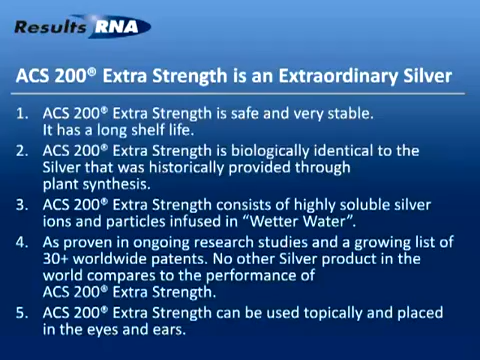 Results RNA
ACS 200® Extra Strength is an Extraordinary Silver
1. ACS 200® Extra Strength is safe and very stable.
It has a long shelf life.
2. ACS 200® Extra Strength is biologically identical to the
Silver that was historically provided through
plant synthesis.
3. ACS 200® Extra Strength consists of highly soluble silver
ions and particles infused in “Wetter Water”.
4. As proven in ongoing research studies and a growing list of
30+ worldwide patents. No other Silver product in the
world compares to the performance of
ACS 200® Extra Strength.
5. ACS 200® Extra Strength can be used topically and placed
in the eyes and ears.